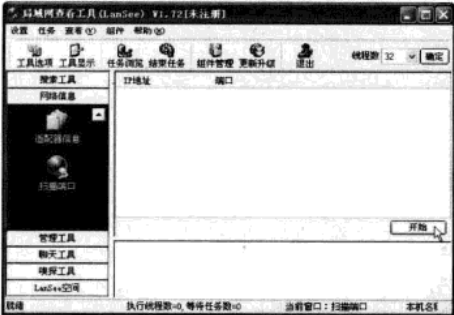 局域网查看工具(LanSee) V1.72[未注册]
设置 任务 查看(V) 组件 帮助(X)
工具选项 工具显示 任务浏览 结束任务 组件管理 更新升级 退出 线程数 32 确定
搜索工具
IP地址 端口
网络信息
适配器信息
扫描端口
开始
管理工具
聊天工具
嗅探工具
LanSee空间
就绪 执行线程数=0,等待任务数=0 当前窗口:扫描端口 本机名